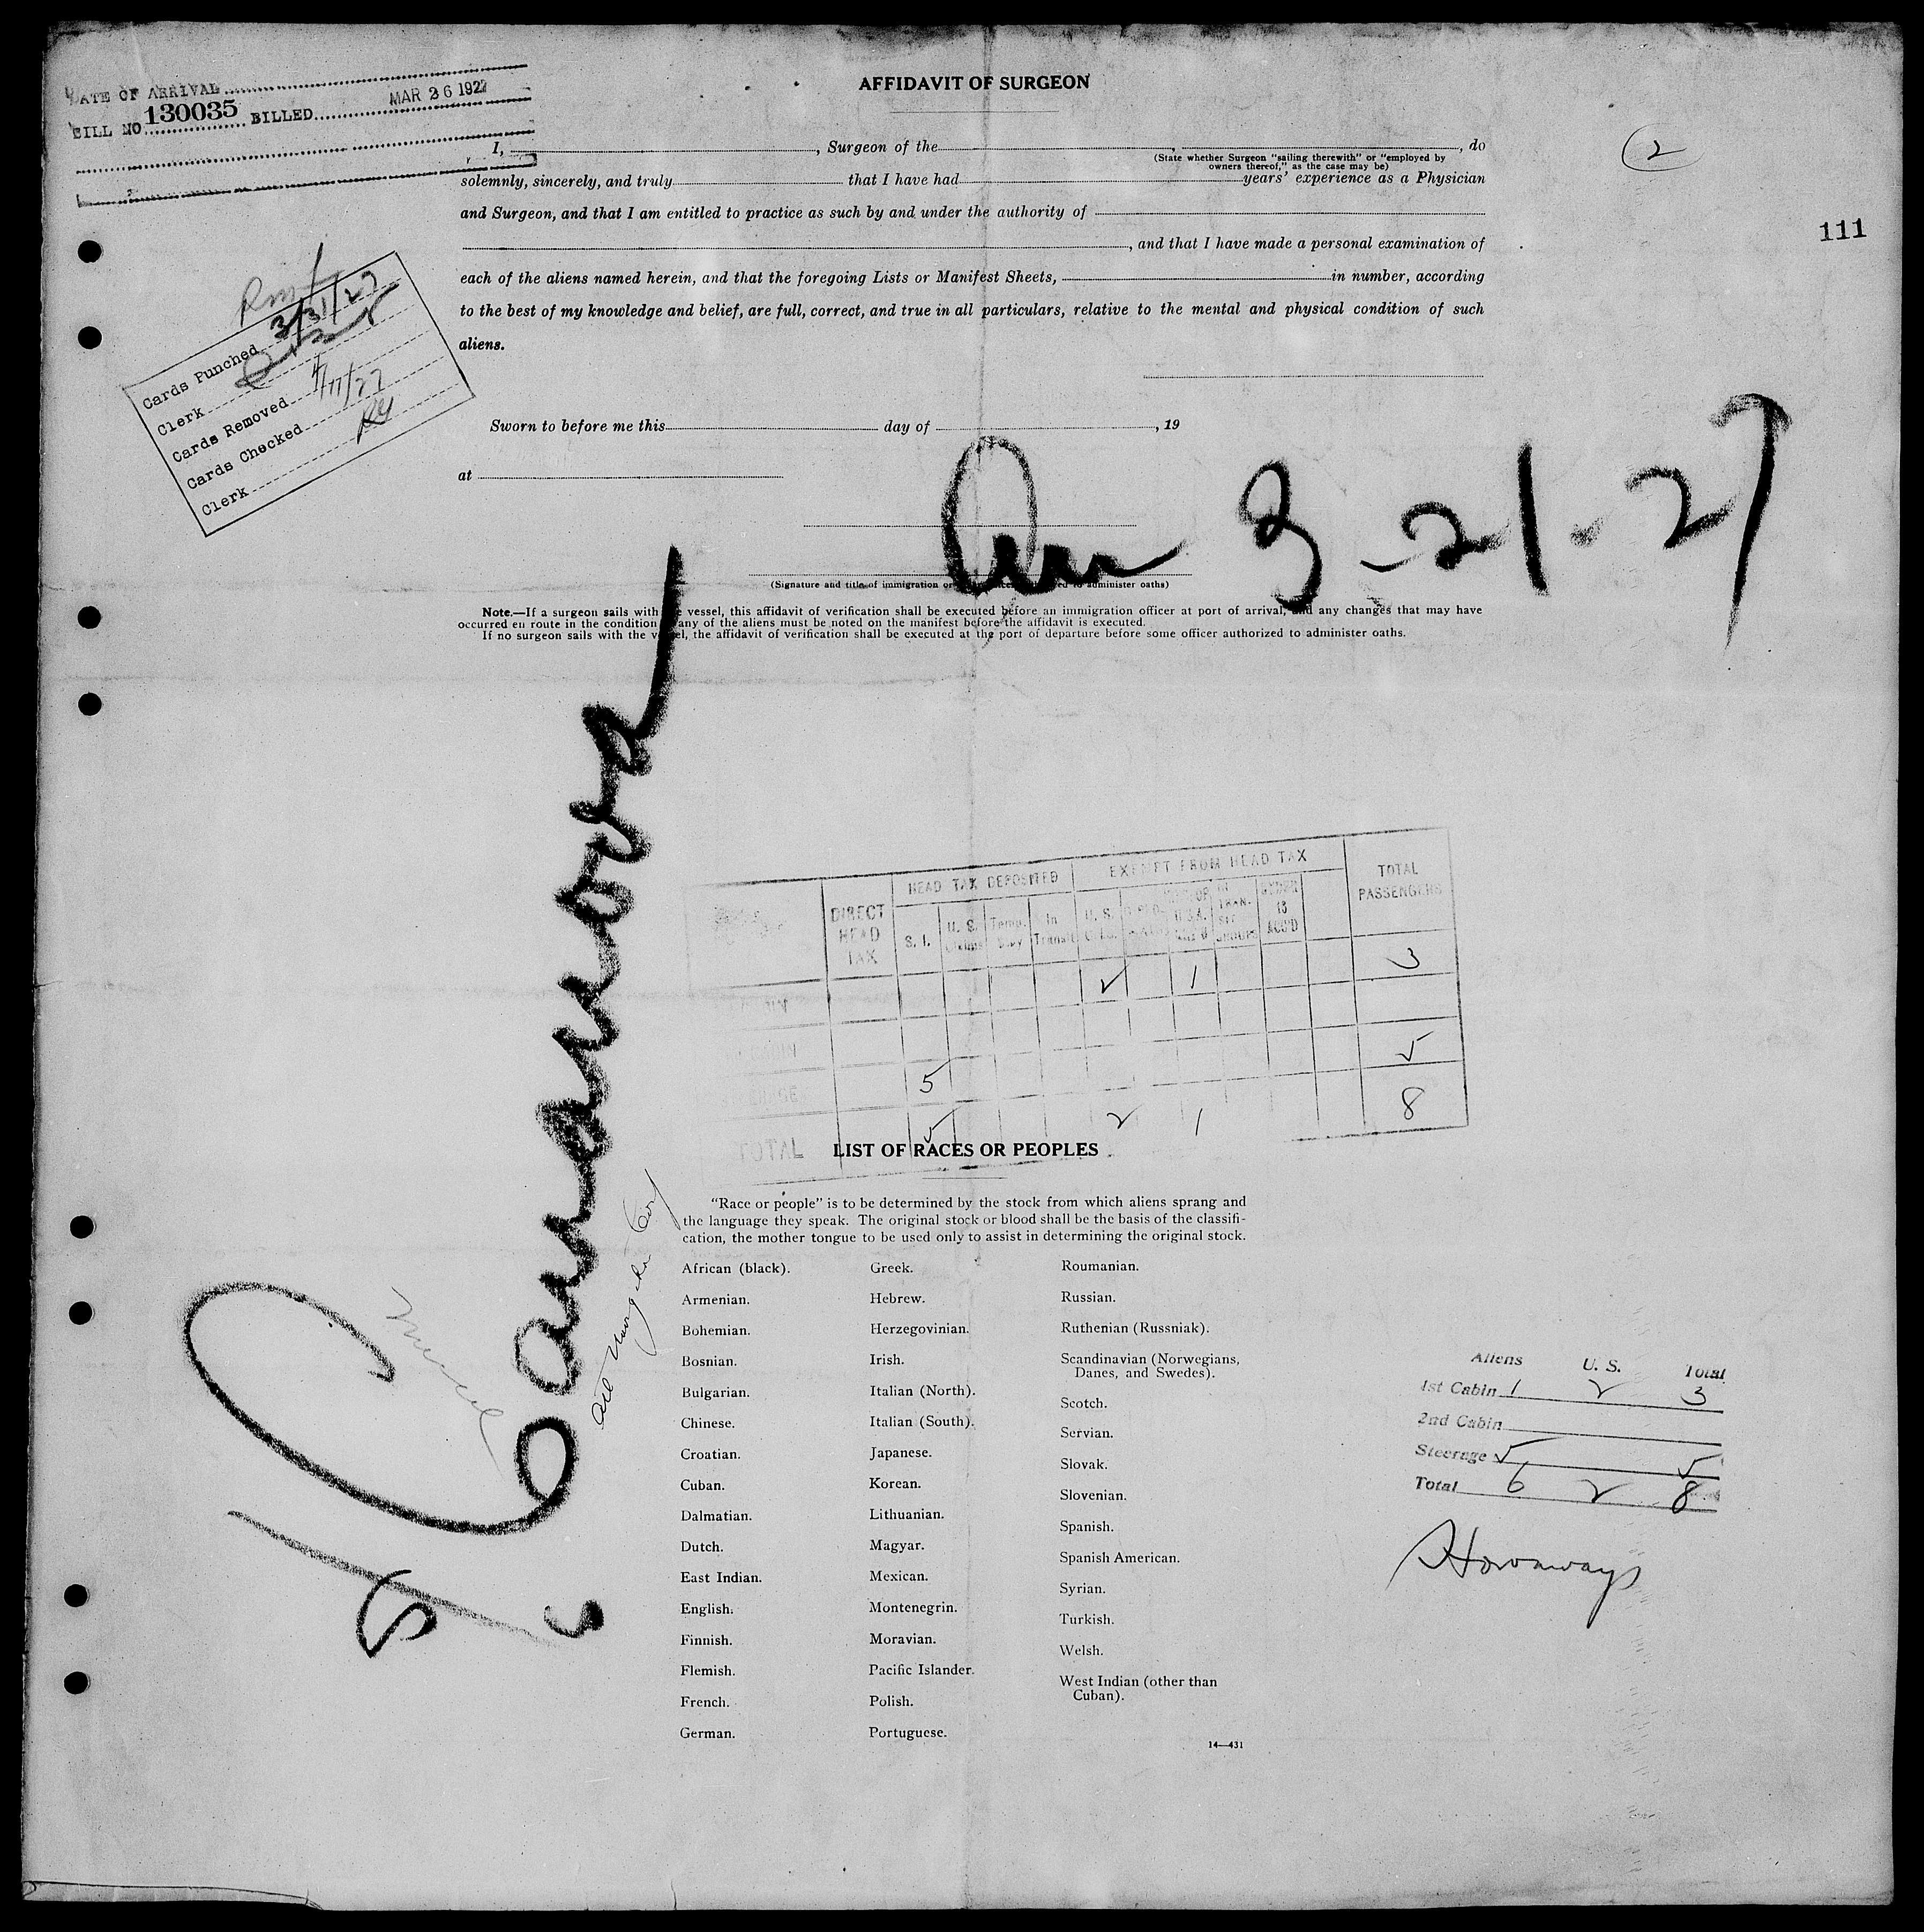 DATE OF ARRIVAL
BILL NO. 130035 BILLED MAR 26 1927
AFFIDAVIT OF SURGEON
2
111
I, , Surgeon of the , , do
(State whether Surgeon "sailing therewith" or "employed by
owners thereof," as the case may be)
solemnly, sincerely, and truly that I have had years' experience as a Physician
and Surgeon, and that I am entitled to practice as such by and under the authority of
, and that I have made a personal examination of
each of the aliens named herein, and that the foregoing Lists or Manifest Sheets, in number, according
to the best of my knowledge and belief, are full, correct, and true in all particulars, relative to the mental and physical condition of such
aliens.
Cards Punched 3/31/27
Clerk
Cards Removed 4/11/27
Cards Checked
Clerk
Sworn to before me this day of , 19
at
Arr 3-21-27
(Signature and title of immigration or administer oaths)
Note.—If a surgeon sails with the vessel, this affidavit of verification shall be executed before an immigration officer at port of arrival, and any changes that may have
occurred en route in the condition of any of the aliens must be noted on the manifest before the affidavit is executed.
If no surgeon sails with the vessel, the affidavit of verification shall be executed at the port of departure before some officer authorized to administer oaths.
DIRECT HEAD TAX
HEAD TAX DEPOSITED
EXEMPT FROM HEAD TAX
TOTAL PASSENGERS
S. I.
U. S.
In Transit
U. S.
2 1 3
5 5
TOTAL 5 2 1 8
LIST OF RACES OR PEOPLES
"Race or people" is to be determined by the stock from which aliens sprang and
the language they speak. The original stock or blood shall be the basis of the classifi-
cation, the mother tongue to be used only to assist in determining the original stock.
African (black).
Armenian.
Bohemian.
Bosnian.
Bulgarian.
Chinese.
Croatian.
Cuban.
Dalmatian.
Dutch.
East Indian.
English.
Finnish.
Flemish.
French.
German.
Greek.
Hebrew.
Herzegovinian.
Irish.
Italian (North).
Italian (South).
Japanese.
Korean.
Lithuanian.
Magyar.
Mexican.
Montenegrin.
Moravian.
Pacific Islander.
Polish.
Portuguese.
Roumanian.
Russian.
Ruthenian (Russniak).
Scandinavian (Norwegians,
Danes, and Swedes).
Scotch.
Servian.
Slovak.
Slovenian.
Spanish.
Spanish American.
Syrian.
Turkish.
Welsh.
West Indian (other than
Cuban).
14—431
Aliens U. S. Total
1st Cabin 1 2 3
2nd Cabin
Steerage 5 5
Total 6 2 8
Stowaways